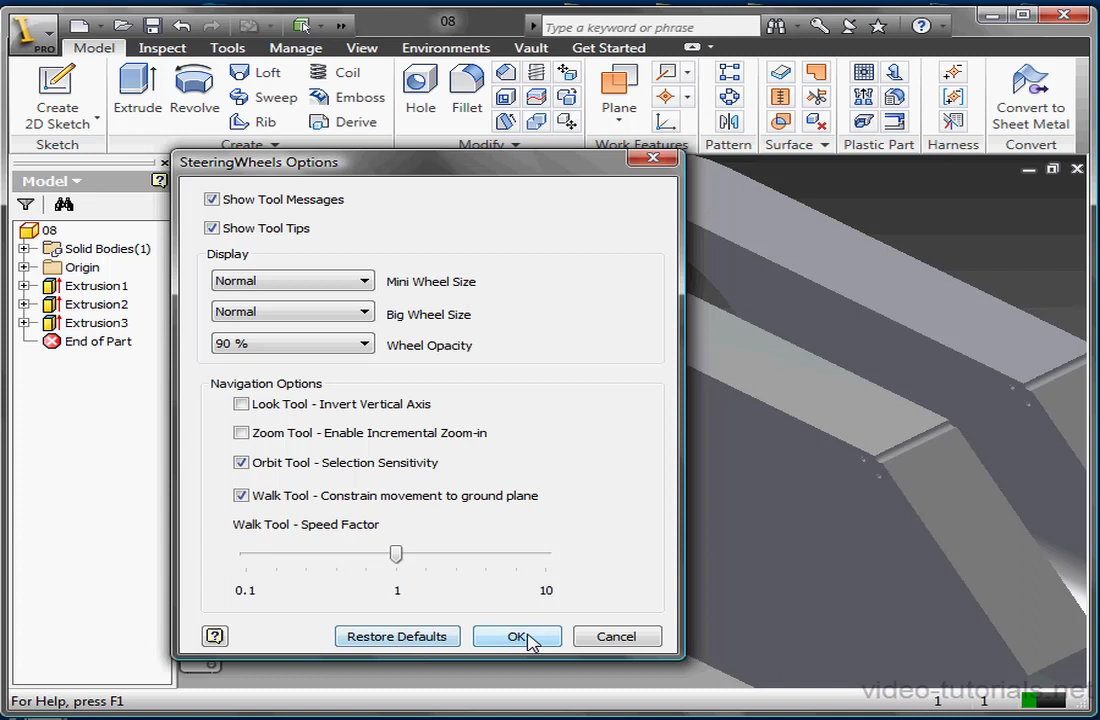 PRO
08
Type a keyword or phrase
Model
Inspect
Tools
Manage
View
Environments
Vault
Get Started
Create
2D Sketch
Extrude
Revolve
Loft
Sweep
Rib
Coil
Emboss
Derive
Hole
Fillet
Plane
Convert to
Sheet Metal
Sketch
Create
Modify
Work Features
Pattern
Surface
Plastic Part
Harness
Convert
Model
08
Solid Bodies(1)
Origin
Extrusion1
Extrusion2
Extrusion3
End of Part
SteeringWheels Options
Show Tool Messages
Show Tool Tips
Display
Normal Mini Wheel Size
Normal Big Wheel Size
90 % Wheel Opacity
Navigation Options
Look Tool - Invert Vertical Axis
Zoom Tool - Enable Incremental Zoom-in
Orbit Tool - Selection Sensitivity
Walk Tool - Constrain movement to ground plane
Walk Tool - Speed Factor
0.1 1 10
Restore Defaults OK Cancel
For Help, press F1
1 1
video-tutorials.net